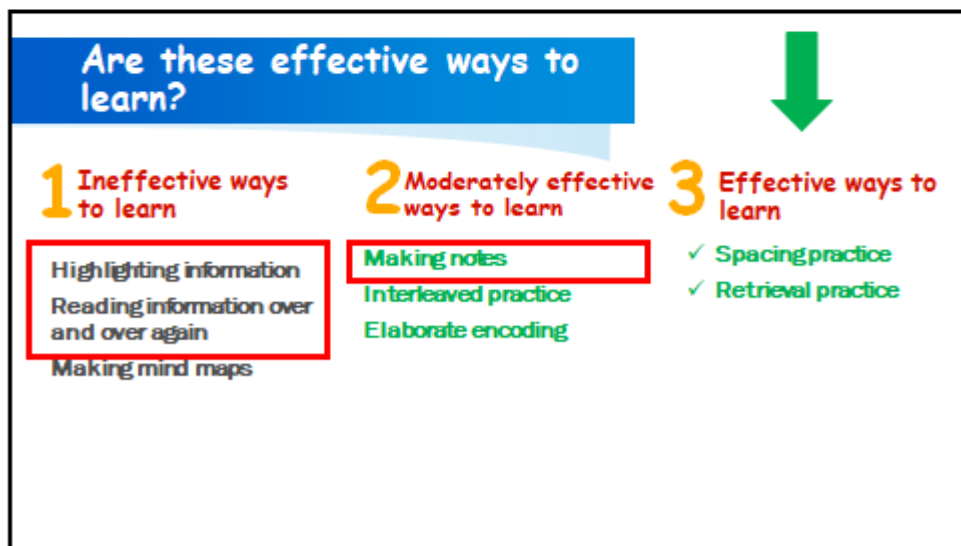 Are these effective ways to
learn?
1 Ineffective ways
to learn
Highlighting information
Reading information over
and over again
Making mind maps
2 Moderately effective
ways to learn
Making notes
Interleaved practice
Elaborate encoding
3 Effective ways to
learn
✓ Spacing practice
✓ Retrieval practice